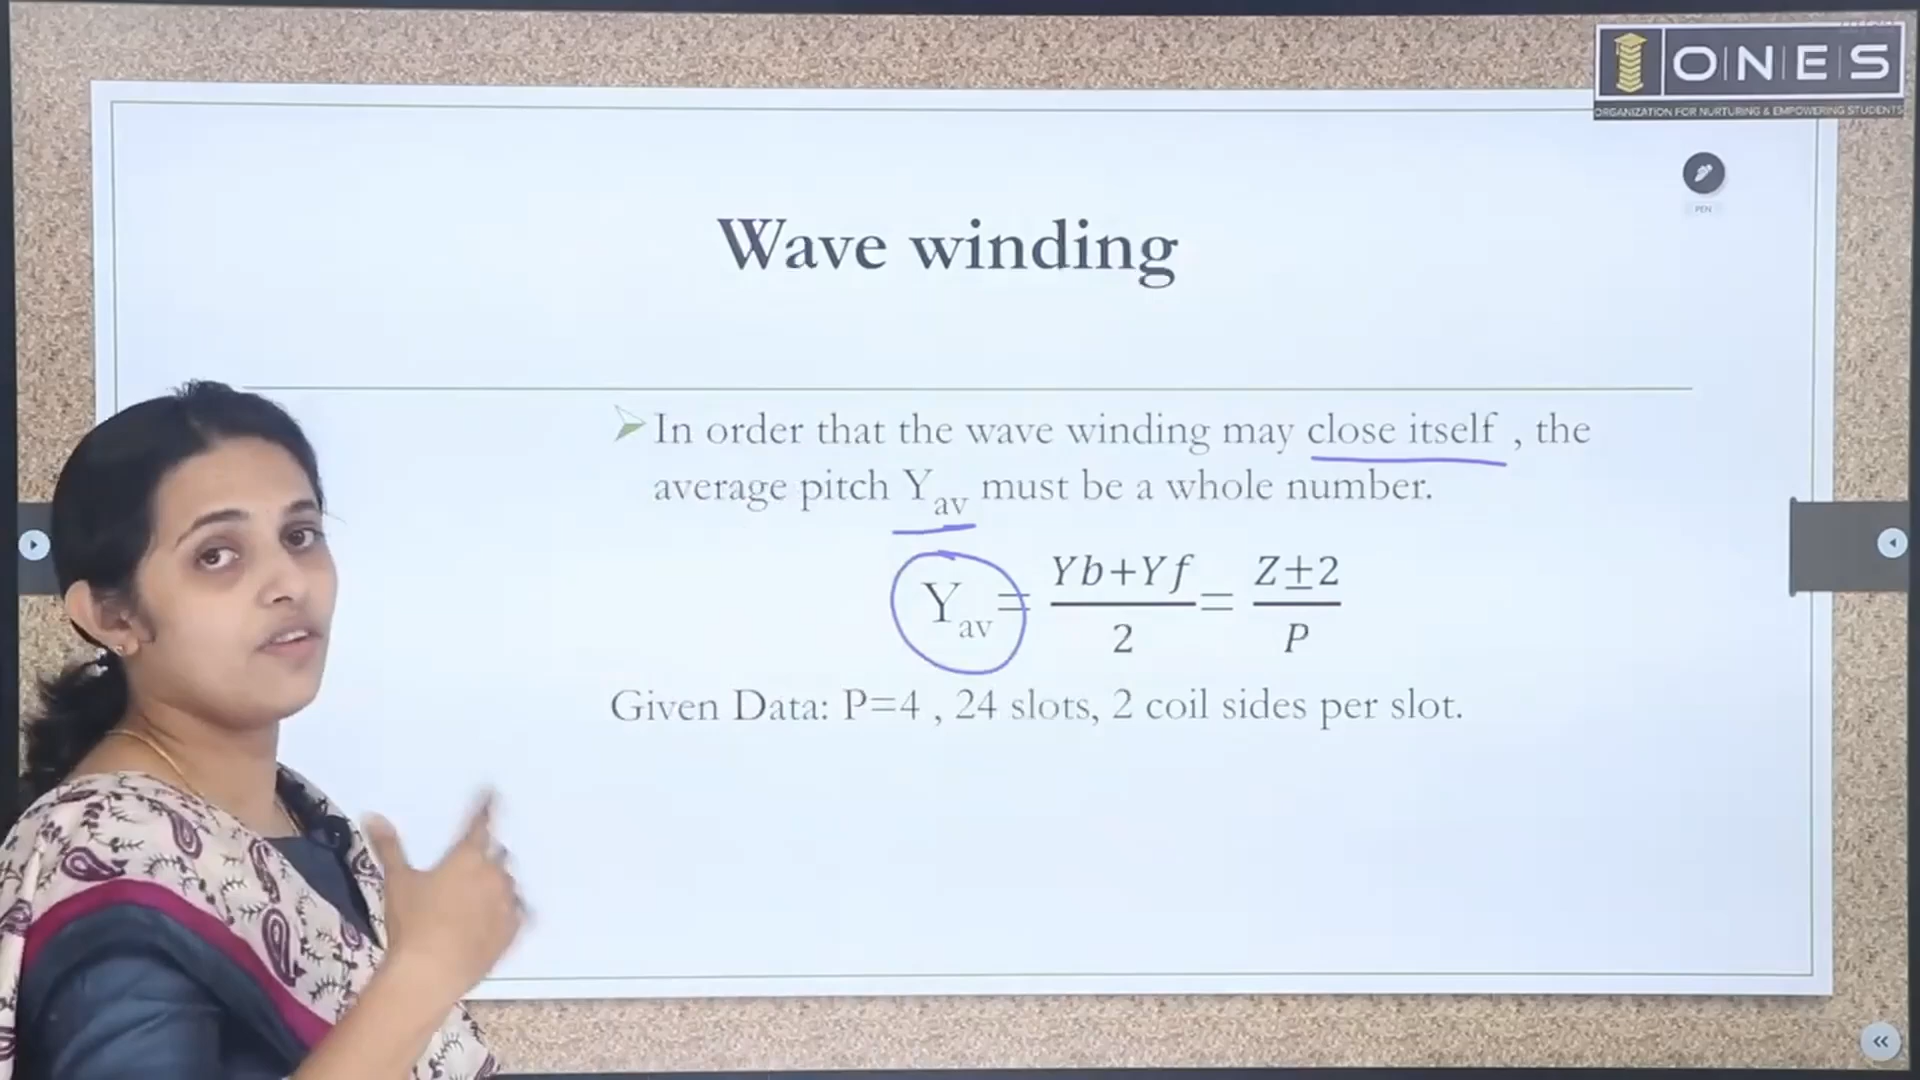 O|N|E|S
ORGANIZATION FOR NURTURING & EMPOWERING STUDENTS
PEN
Wave winding
In order that the wave winding may close itself , the
average pitch Yav must be a whole number.
Yav = Yb+Yf / 2 = Z±2 / P
Given Data: P=4 , 24 slots, 2 coil sides per slot.